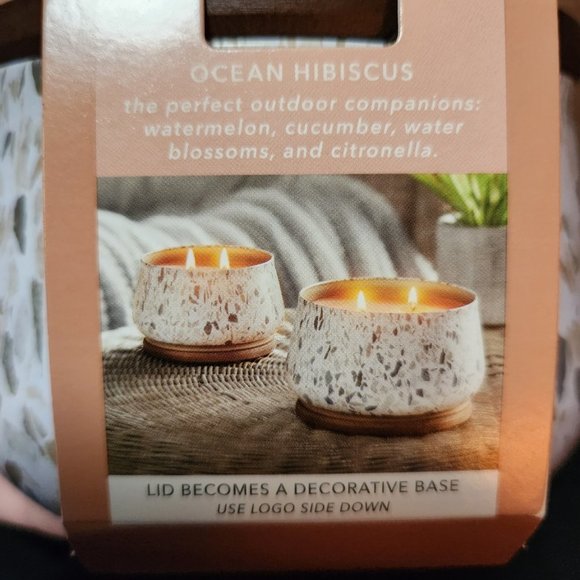 OCEAN HIBISCUS
the perfect outdoor companions:
watermelon, cucumber, water
blossoms, and citronella.
LID BECOMES A DECORATIVE BASE
USE LOGO SIDE DOWN